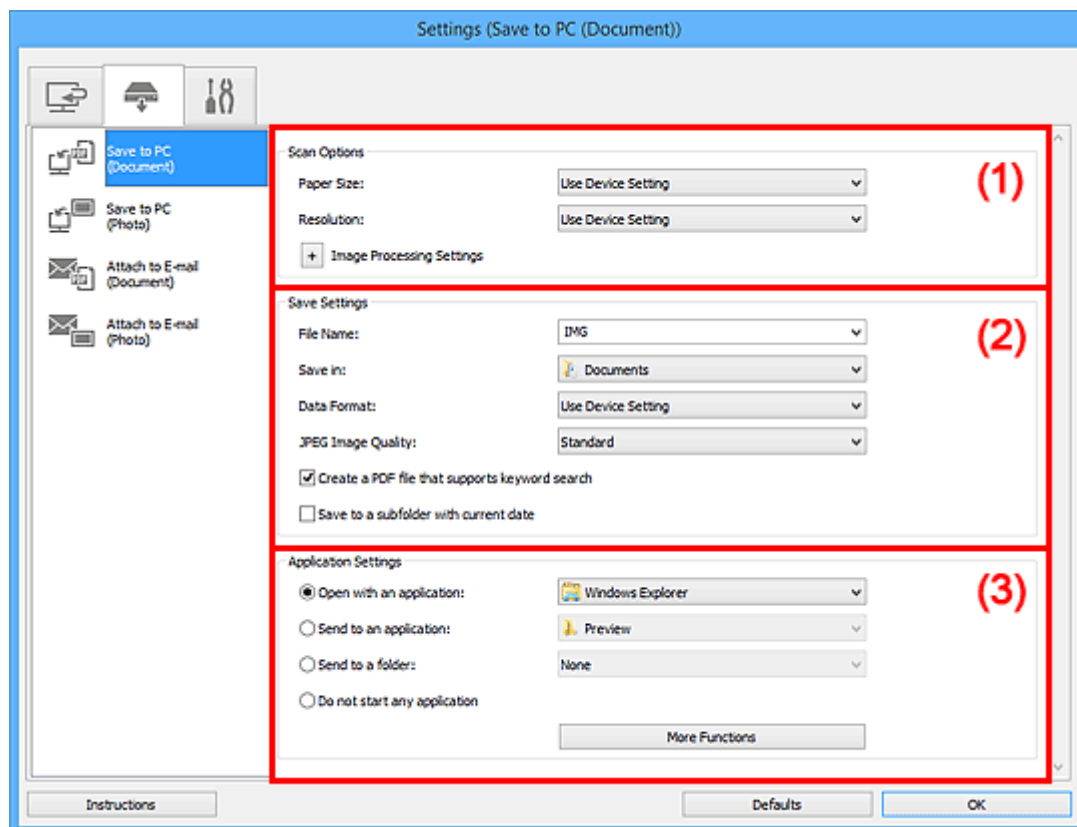 Settings (Save to PC (Document))
Save to PC
(Document)
Save to PC
(Photo)
Attach to E-mail
(Document)
Attach to E-mail
(Photo)
Scan Options
(1)
Paper Size: Use Device Setting
Resolution: Use Device Setting
+ Image Processing Settings
Save Settings
(2)
File Name: IMG
Save in: Documents
Data Format: Use Device Setting
JPEG Image Quality: Standard
Create a PDF file that supports keyword search
Save to a subfolder with current date
Application Settings
(3)
Open with an application: Windows Explorer
Send to an application: Preview
Send to a folder: None
Do not start any application
More Functions
Instructions Defaults OK